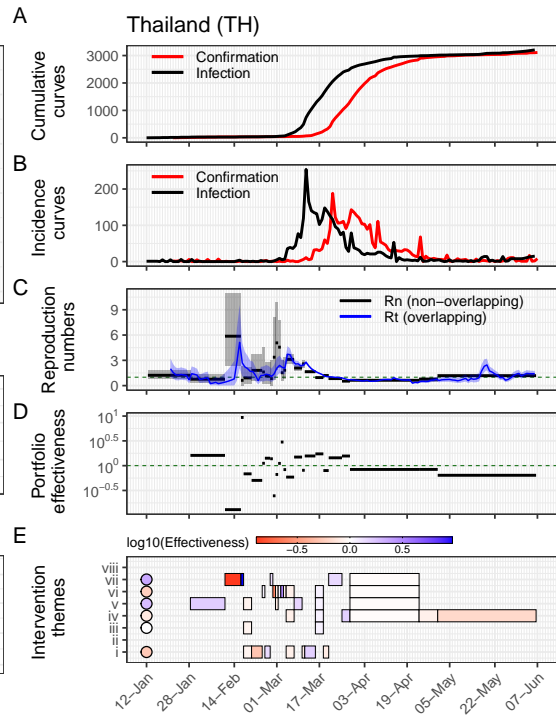 A
Thailand (TH)
Cumulative
curves
3000
2000
1000
0
Confirmation
Infection
B
Incidence
curves
200
100
0
Confirmation
Infection
C
Reproduction
numbers
9
6
3
0
Rn (non−overlapping)
Rt (overlapping)
D
Portfolio
effectiveness
10^1
10^0.5
10^0
10^−0.5
E
log10(Effectiveness)
−0.5
0.0
0.5
Intervention
themes
viii
vii
vi
v
iv
iii
ii
i
12−Jan
28−Jan
14−Feb
01−Mar
17−Mar
03−Apr
19−Apr
05−May
22−May
07−Jun